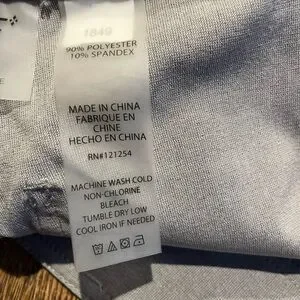 1849
90% POLYESTER
10% SPANDEX
MADE IN CHINA
FABRIQUE EN
CHINE
HECHO EN CHINA
RN#121254
MACHINE WASH COLD
NON-CHLORINE
BLEACH
TUMBLE DRY LOW
COOL IRON IF NEEDED